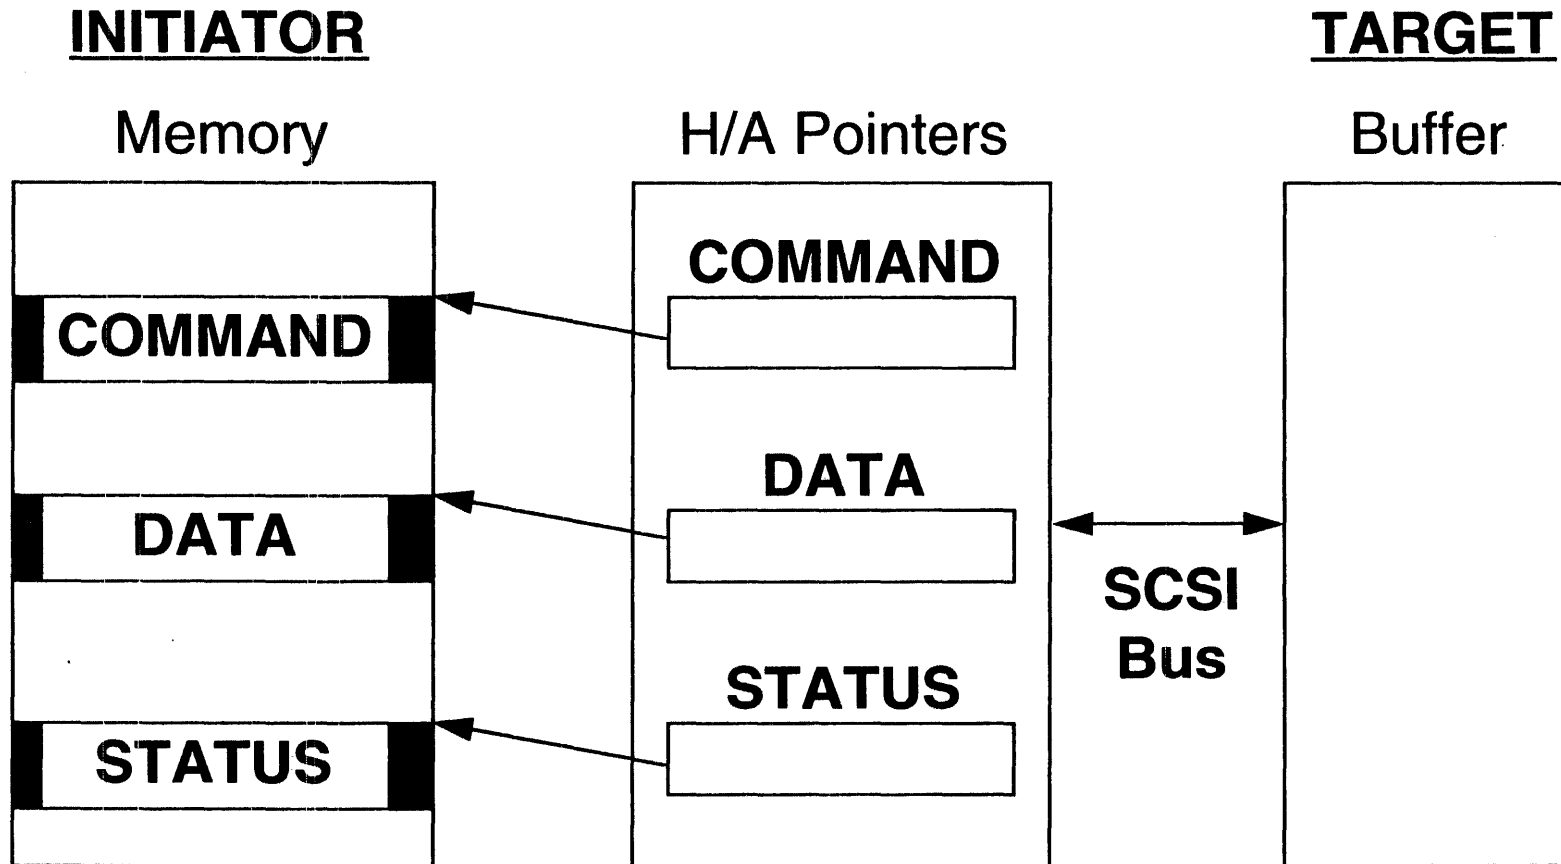 INITIATOR
TARGET
Memory
H/A Pointers
Buffer
COMMAND
COMMAND
DATA
DATA
SCSI
Bus
STATUS
STATUS